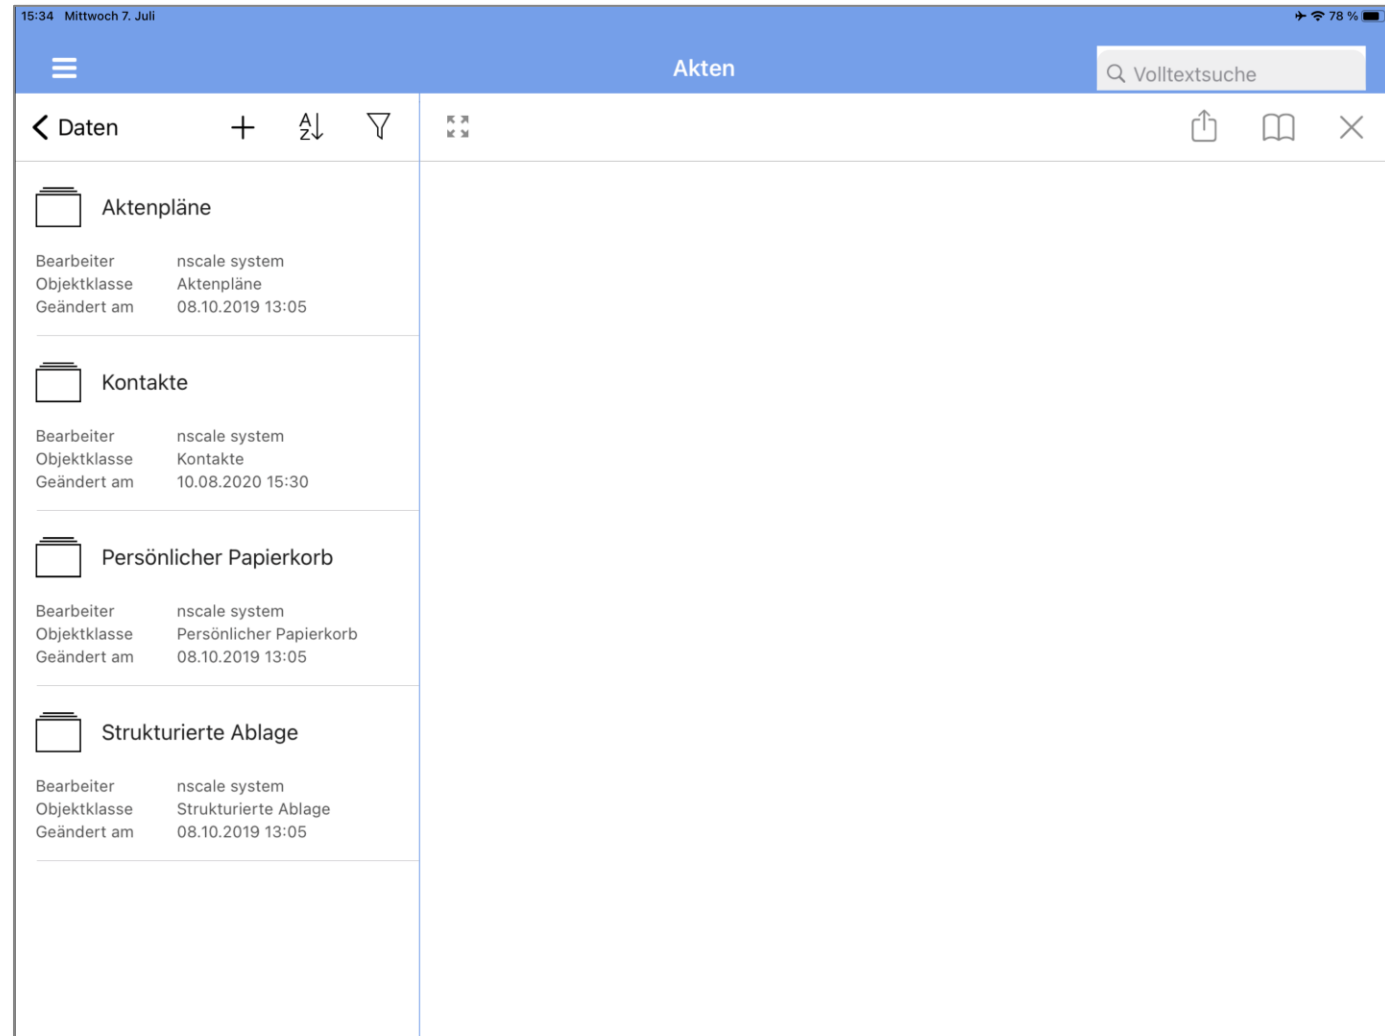 15:34 Mittwoch 7. Juli 78 %
Akten
Volltextsuche
Daten
Aktenpläne
Bearbeiter nscale system
Objektklasse Aktenpläne
Geändert am 08.10.2019 13:05
Kontakte
Bearbeiter nscale system
Objektklasse Kontakte
Geändert am 10.08.2020 15:30
Persönlicher Papierkorb
Bearbeiter nscale system
Objektklasse Persönlicher Papierkorb
Geändert am 08.10.2019 13:05
Strukturierte Ablage
Bearbeiter nscale system
Objektklasse Strukturierte Ablage
Geändert am 08.10.2019 13:05